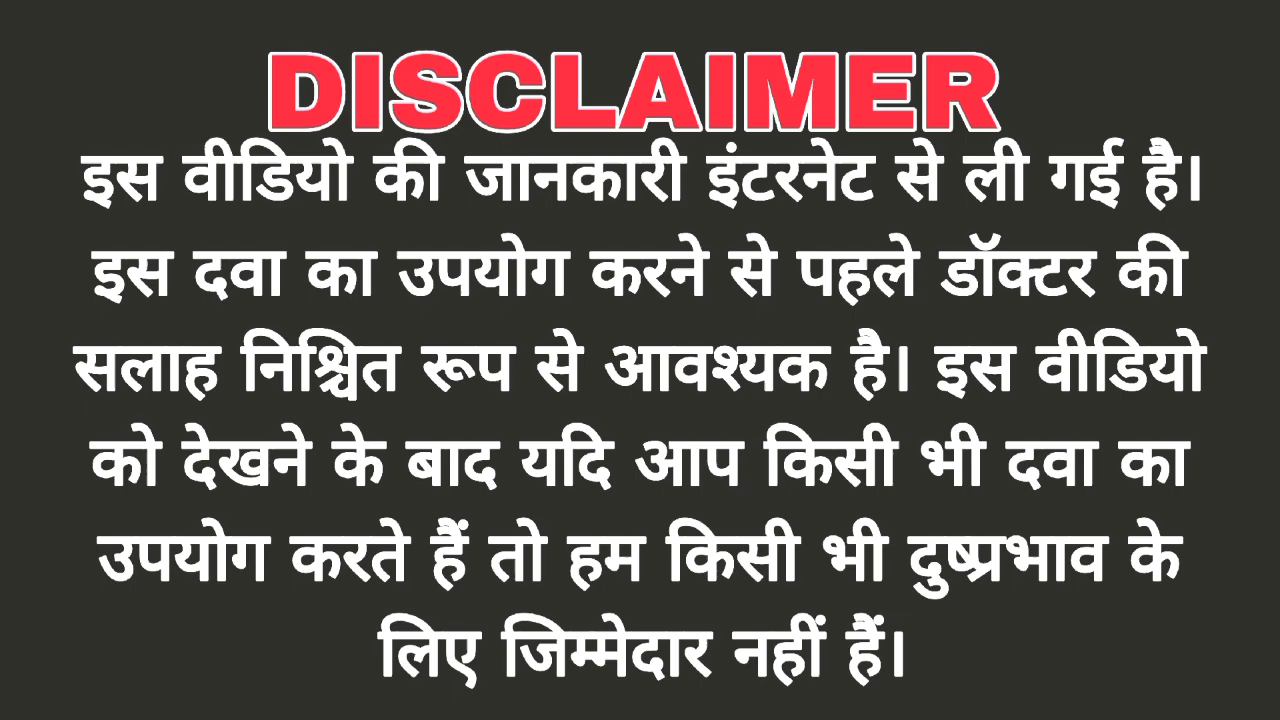 DISCLAIMER
इस वीडियो की जानकारी इंटरनेट से ली गई है।
इस दवा का उपयोग करने से पहले डॉक्टर की
सलाह निश्चित रूप से आवश्यक है। इस वीडियो
को देखने के बाद यदि आप किसी भी दवा का
उपयोग करते हैं तो हम किसी भी दुष्प्रभाव के
लिए जिम्मेदार नहीं हैं।